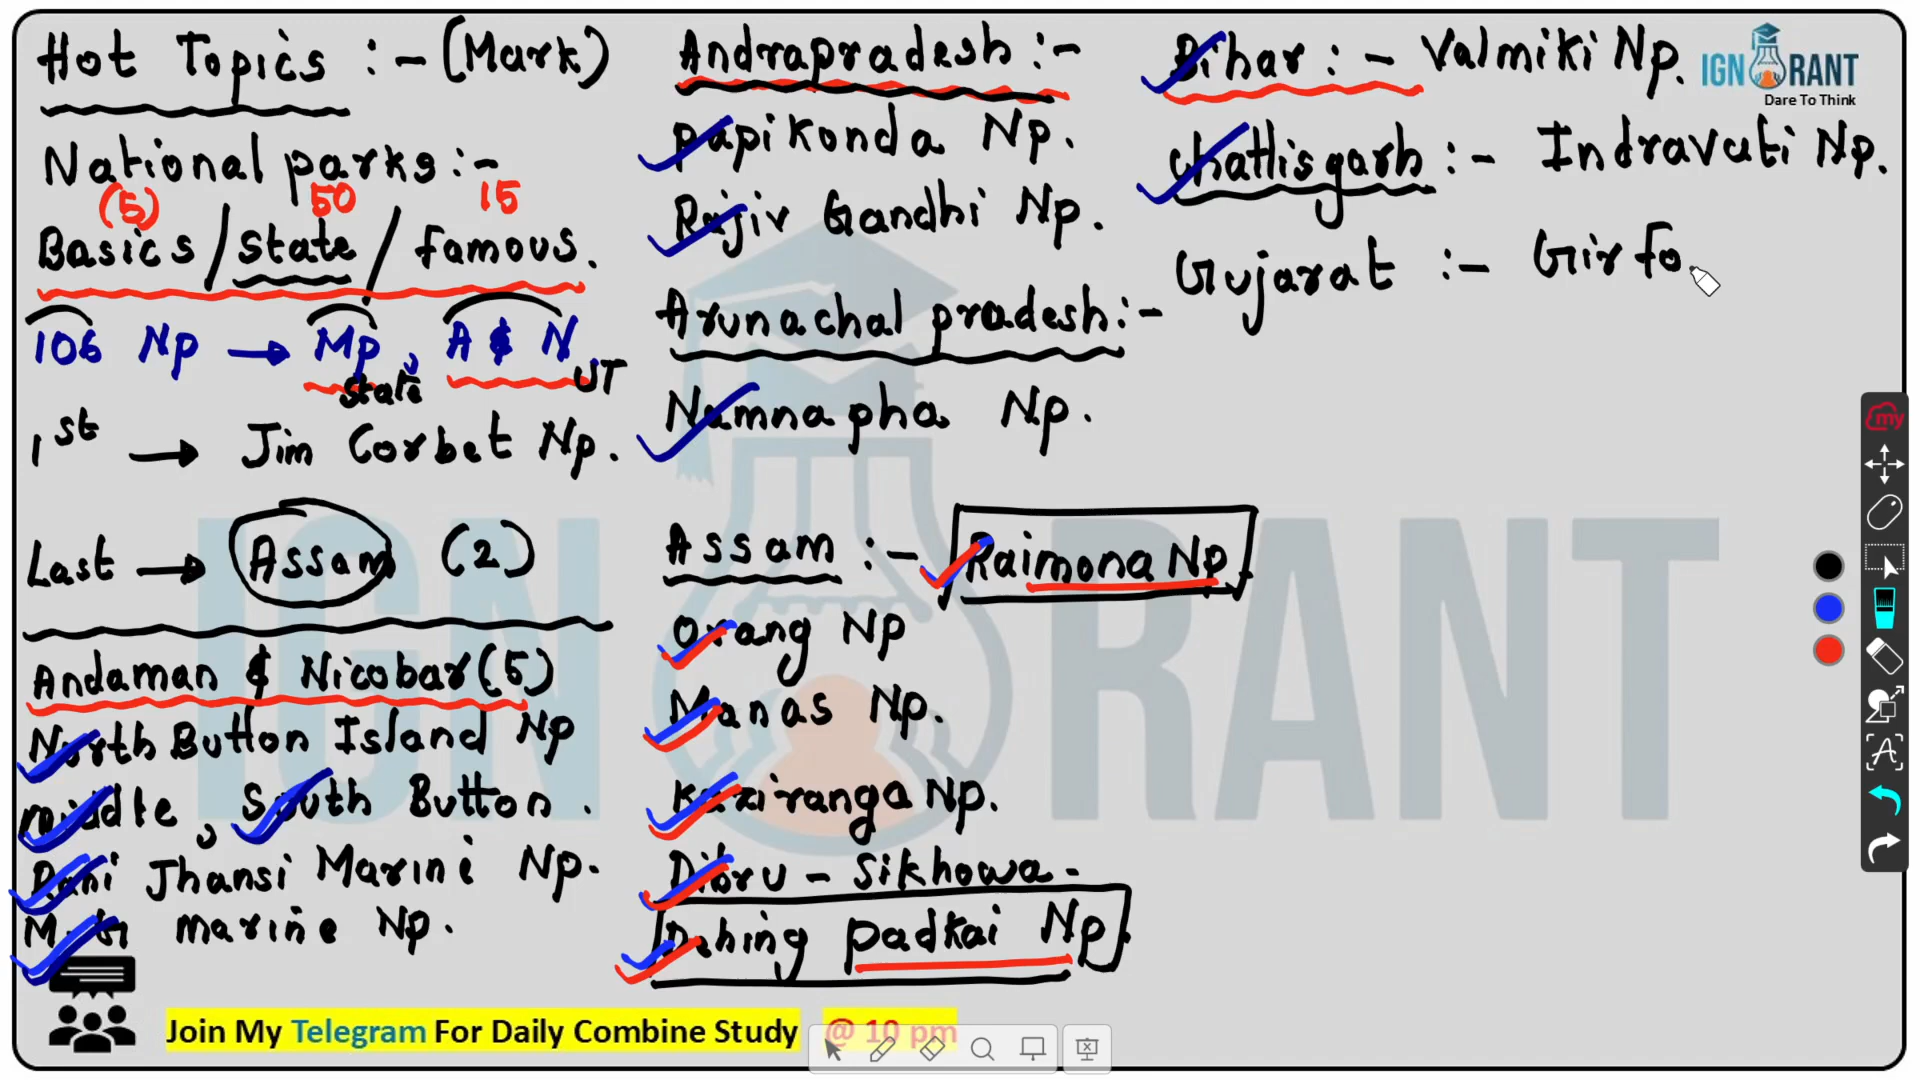 Hot Topics :- (Mark)
National parks :-
(5) 50 15
Basics / State / famous.
106 Np → Mp, A & N
State UT
1st → Jim Corbet Np.
Last → Assam (2)
Andaman & Nicobar (5)
North Button Island Np
middle, South Button.
Rani Jhansi Marine Np.
marine Np.
Andrapradesh :-
Papikonda Np.
Rajiv Gandhi Np.
Arunachal pradesh :-
Namnapha Np.
Assam :- Raimona Np.
Orang Np
Manas Np.
Kaziranga Np.
Dibru - Sikhowa -
Dehing padkai Np.
Bihar :- Valmiki Np.
Chattisgarh :- Indravati Np.
Gujarat :- Gir fo
IGNORANT
Dare To Think
IGNORANT
my
A
Join My Telegram For Daily Combine Study @ 10 pm